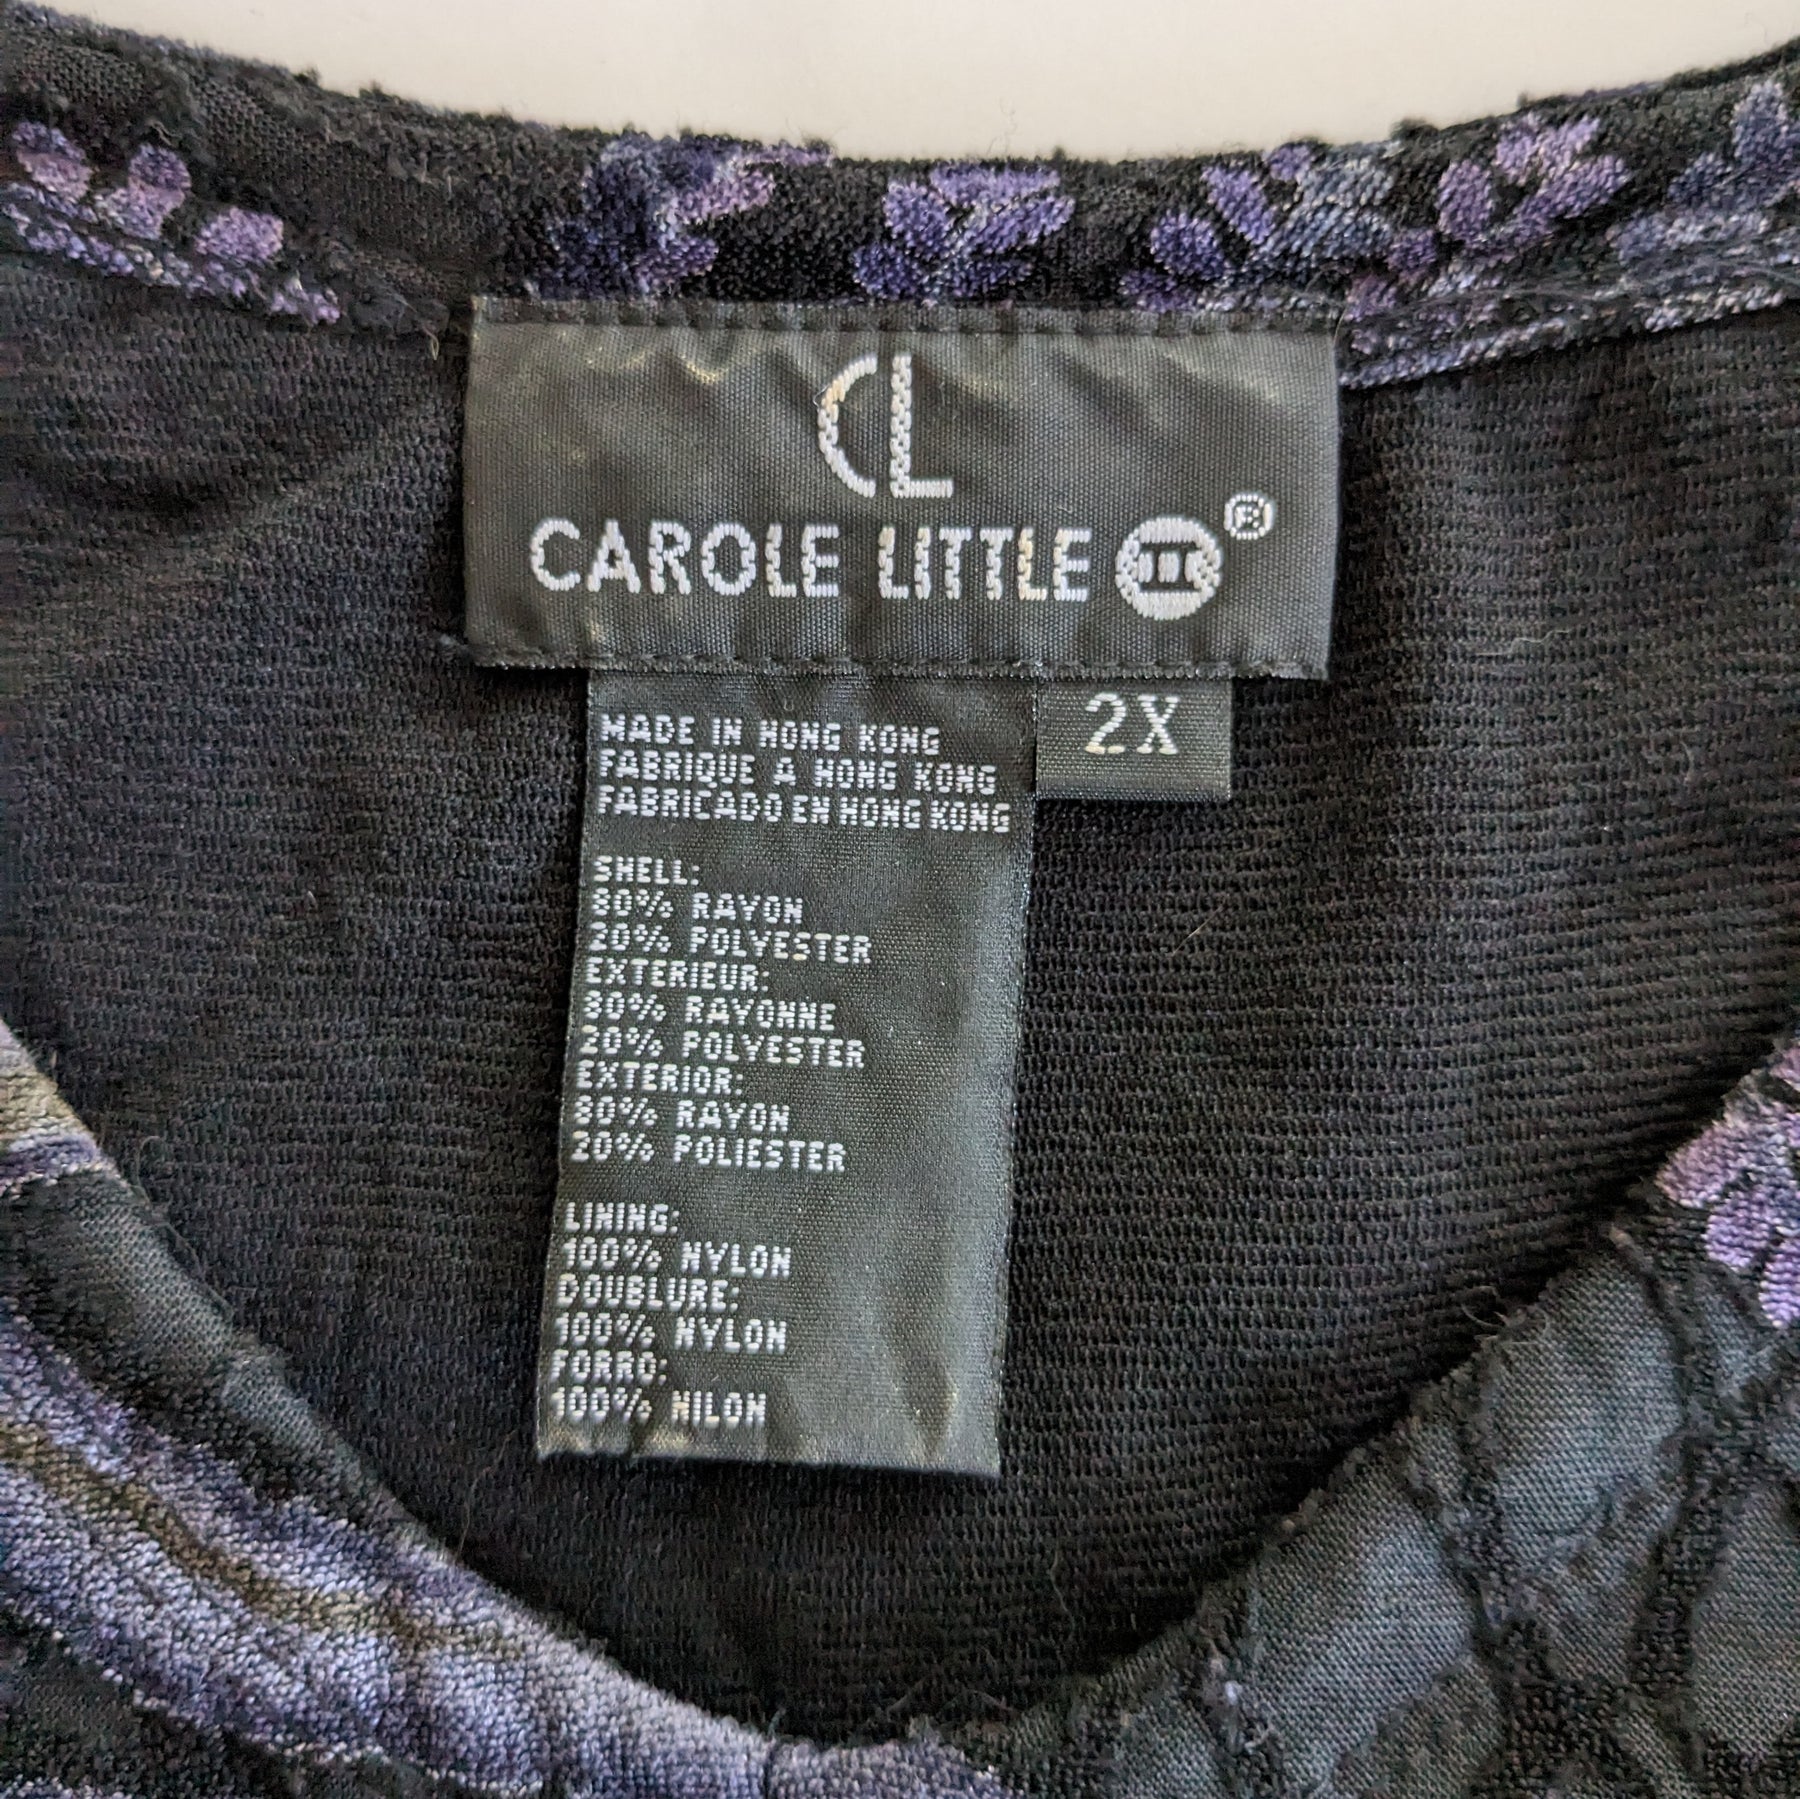 CL
CAROLE LITTLE II ®
2X
MADE IN HONG KONG
FABRIQUE A HONG KONG
FABRICADO EN HONG KONG
SHELL:
80% RAYON
20% POLYESTER
EXTERIEUR:
80% RAYONNE
20% POLYESTER
EXTERIOR:
80% RAYON
20% POLIESTER
LINING:
100% NYLON
DOUBLURE:
100% NYLON
FORRO:
100% NILON